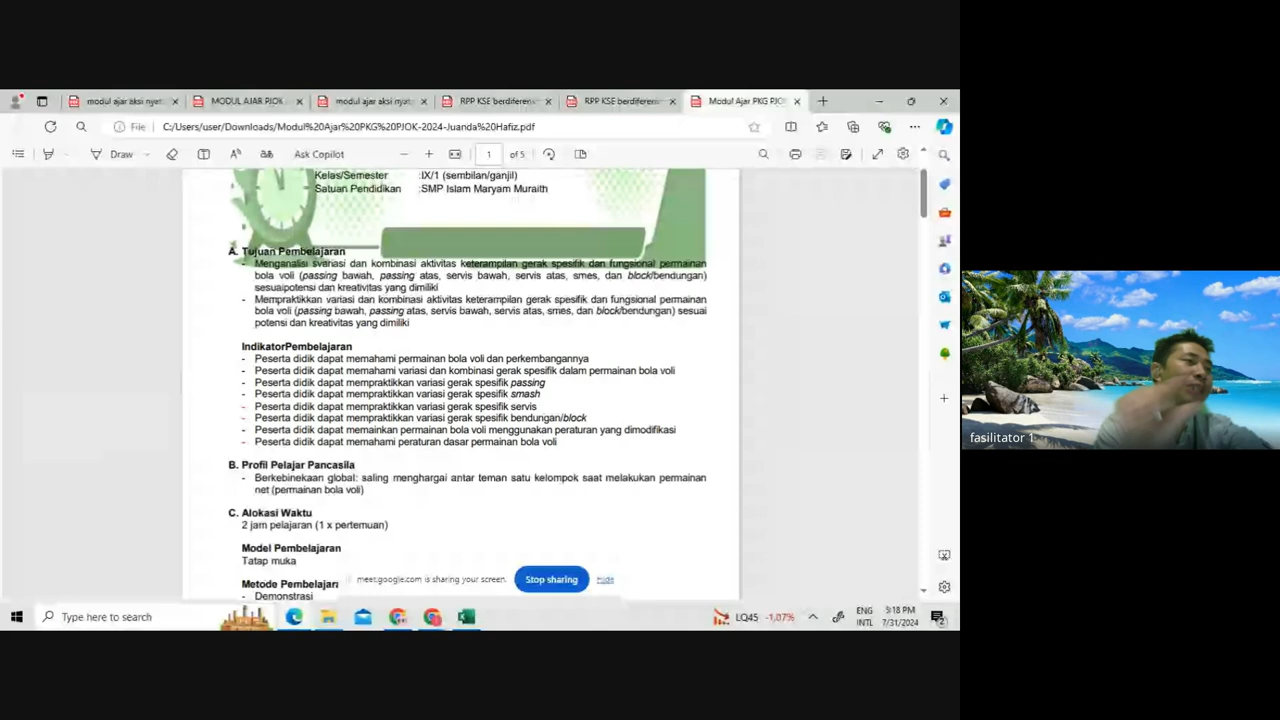 modul ajar aksi nyat
MODUL AJAR PJOK
modul ajar aksi nyat
RPP KSE berdiferen
RPP KSE berdiferen
Modul Ajar PKG PJO
File
C:/Users/user/Downloads/Modul%20Ajar%20PKG%20PJOK-2024-Juanda%20Hafiz.pdf
Draw
Ask Copilot
1 of 5
Kelas/Semester :IX/1 (sembilan/ganjil)
Satuan Pendidikan :SMP Islam Maryam Muraith
A. Tujuan Pembelajaran
- Menganalisi svariasi dan kombinasi aktivitas keterampilan gerak spesifik dan fungsional permainan
bola voli (passing bawah, passing atas, servis bawah, servis atas, smes, dan block/bendungan)
sesuaipotensi dan kreativitas yang dimiliki
- Mempraktikkan variasi dan kombinasi aktivitas keterampilan gerak spesifik dan fungsional permainan
bola voli (passing bawah, passing atas, servis bawah, servis atas, smes, dan block/bendungan) sesuai
potensi dan kreativitas yang dimiliki
IndikatorPembelajaran
- Peserta didik dapat memahami permainan bola voli dan perkembangannya
- Peserta didik dapat memahami variasi dan kombinasi gerak spesifik dalam permainan bola voli
- Peserta didik dapat mempraktikkan variasi gerak spesifik passing
- Peserta didik dapat mempraktikkan variasi gerak spesifik smash
- Peserta didik dapat mempraktikkan variasi gerak spesifik servis
- Peserta didik dapat mempraktikkan variasi gerak spesifik bendungan/block
- Peserta didik dapat memainkan permainan bola voli menggunakan peraturan yang dimodifikasi
- Peserta didik dapat memahami peraturan dasar permainan bola voli
B. Profil Pelajar Pancasila
- Berkebinekaan global: saling menghargai antar teman satu kelompok saat melakukan permainan
net (permainan bola voli)
C. Alokasi Waktu
2 jam pelajaran (1 x pertemuan)
Model Pembelajaran
Tatap muka
Metode Pembelajara
- Demonstrasi
meet.google.com is sharing your screen.
Stop sharing
Hide
Type here to search
LQ45 -1,07%
ENG
INTL
5:18 PM
7/31/2024
fasilitator 1